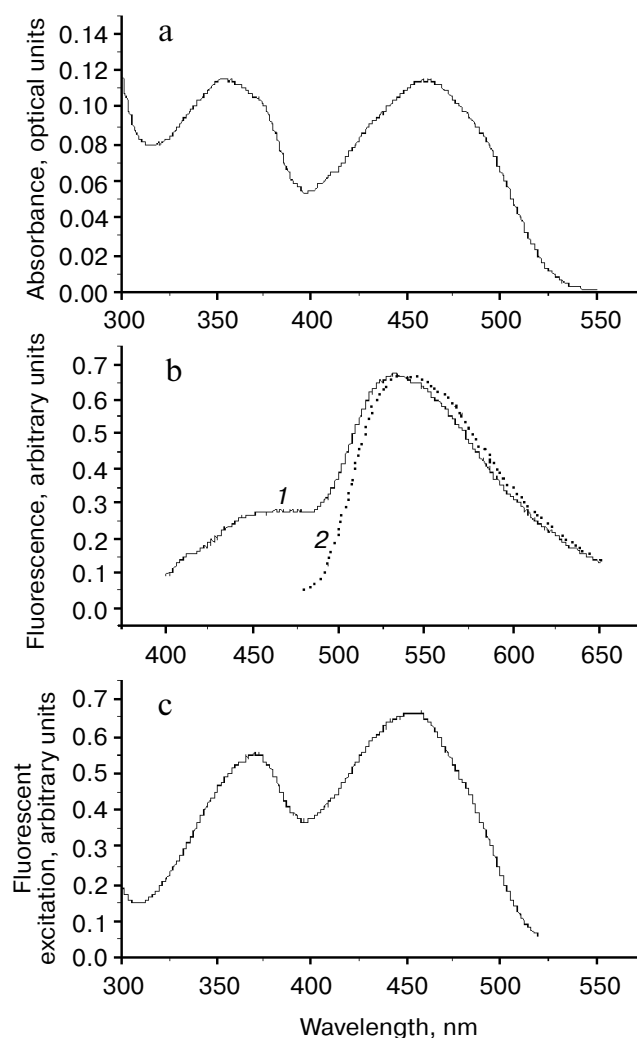 a
Absorbance, optical units
0.14
0.12
0.10
0.08
0.06
0.04
0.02
0.00
300 350 400 450 500 550
b
Fluorescence, arbitrary units
0.7
0.6
0.5
0.4
0.3
0.2
0.1
0.0
1
2
400 450 500 550 600 650
c
Fluorescent
excitation, arbitrary units
0.7
0.6
0.5
0.4
0.3
0.2
0.1
0.0
300 350 400 450 500 550
Wavelength, nm